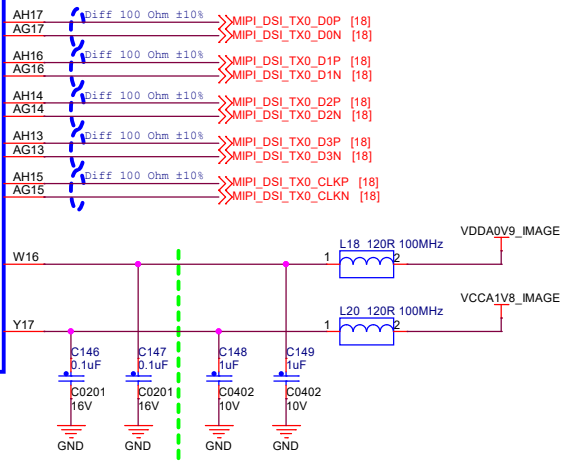 AH17 Diff 100 Ohm ±10% MIPI_DSI_TX0_D0P [18]
AG17 MIPI_DSI_TX0_D0N [18]
AH16 Diff 100 Ohm ±10% MIPI_DSI_TX0_D1P [18]
AG16 MIPI_DSI_TX0_D1N [18]
AH14 Diff 100 Ohm ±10% MIPI_DSI_TX0_D2P [18]
AG14 MIPI_DSI_TX0_D2N [18]
AH13 Diff 100 Ohm ±10% MIPI_DSI_TX0_D3P [18]
AG13 MIPI_DSI_TX0_D3N [18]
AH15 Diff 100 Ohm ±10% MIPI_DSI_TX0_CLKP [18]
AG15 MIPI_DSI_TX0_CLKN [18]
VDDA0V9_IMAGE
L18 120R 100MHz
W16 1 2
VCCA1V8_IMAGE
L20 120R 100MHz
Y17 1 2
C146 C147 C148 C149
0.1uF 0.1uF 1uF 1uF
C0201 C0201 C0402 C0402
16V 16V 10V 10V
GND GND GND GND